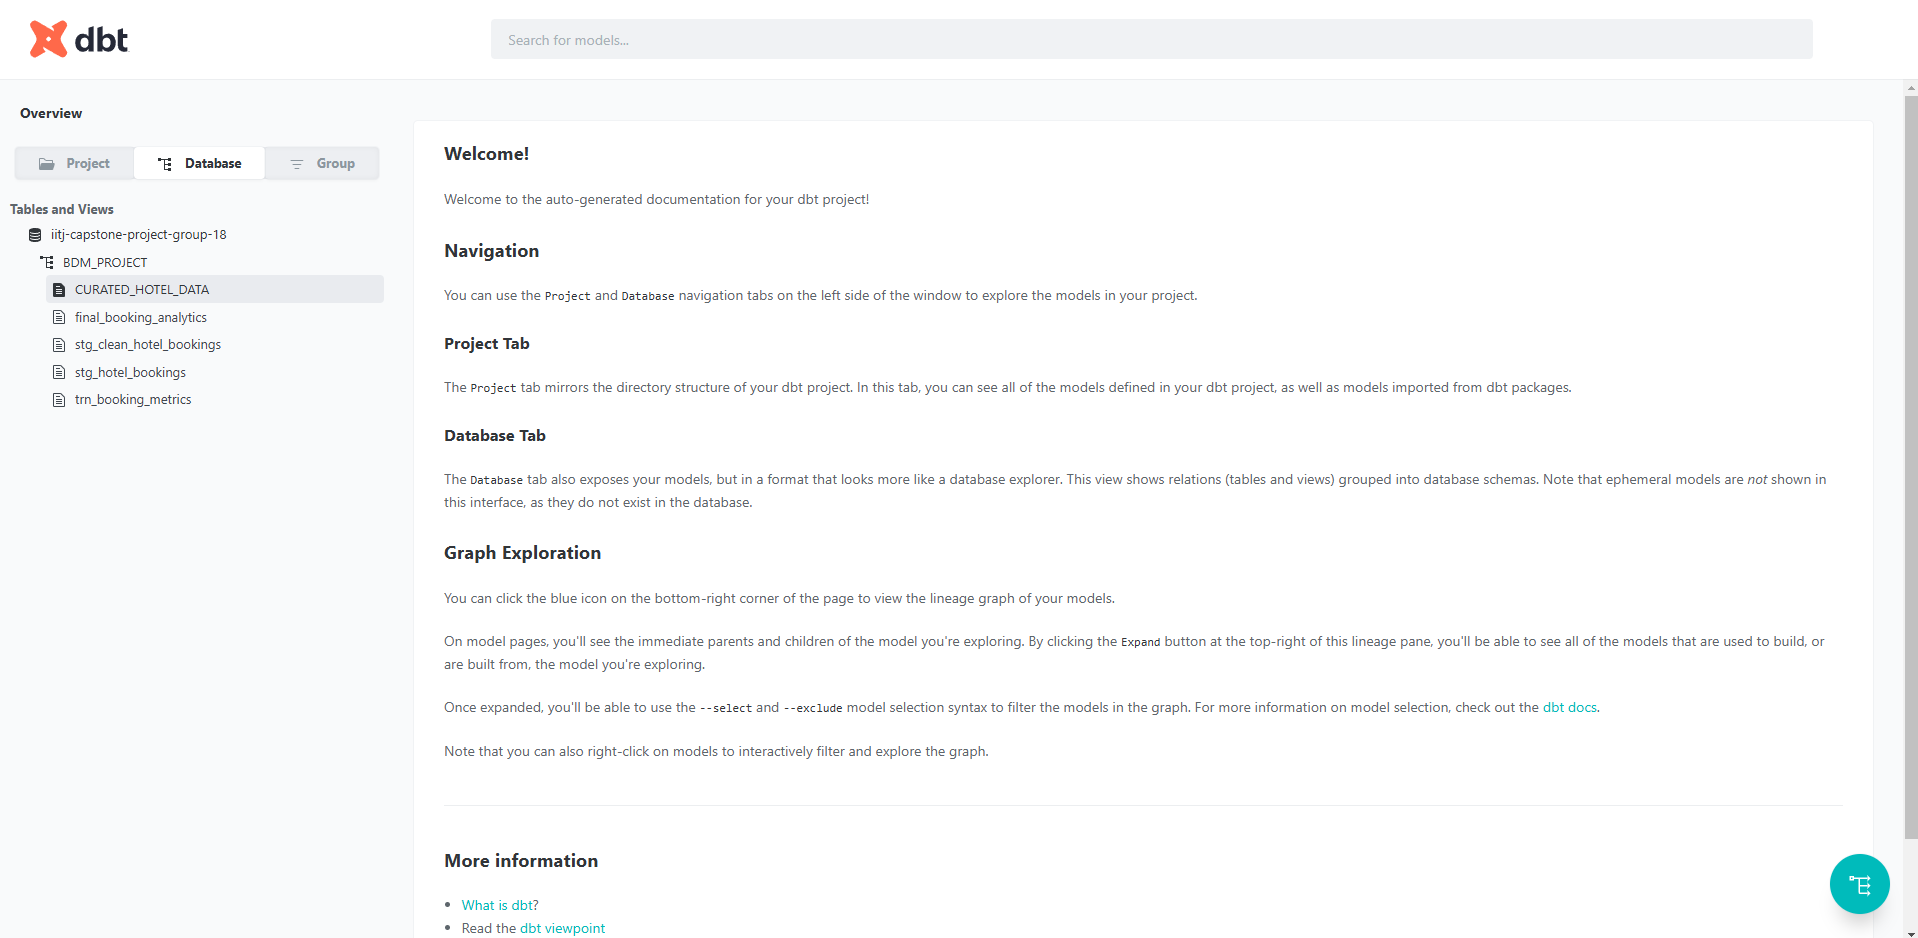 dbt
Search for models...
Overview
Project
Database
Group
Tables and Views
iitj-capstone-project-group-18
BDM_PROJECT
CURATED_HOTEL_DATA
final_booking_analytics
stg_clean_hotel_bookings
stg_hotel_bookings
trn_booking_metrics
Welcome!
Welcome to the auto-generated documentation for your dbt project!
Navigation
You can use the Project and Database navigation tabs on the left side of the window to explore the models in your project.
Project Tab
The Project tab mirrors the directory structure of your dbt project. In this tab, you can see all of the models defined in your dbt project, as well as models imported from dbt packages.
Database Tab
The Database tab also exposes your models, but in a format that looks more like a database explorer. This view shows relations (tables and views) grouped into database schemas. Note that ephemeral models are not shown in
this interface, as they do not exist in the database.
Graph Exploration
You can click the blue icon on the bottom-right corner of the page to view the lineage graph of your models.
On model pages, you'll see the immediate parents and children of the model you're exploring. By clicking the Expand button at the top-right of this lineage pane, you'll be able to see all of the models that are used to build, or
are built from, the model you're exploring.
Once expanded, you'll be able to use the --select and --exclude model selection syntax to filter the models in the graph. For more information on model selection, check out the dbt docs.
Note that you can also right-click on models to interactively filter and explore the graph.
More information
• What is dbt?
• Read the dbt viewpoint